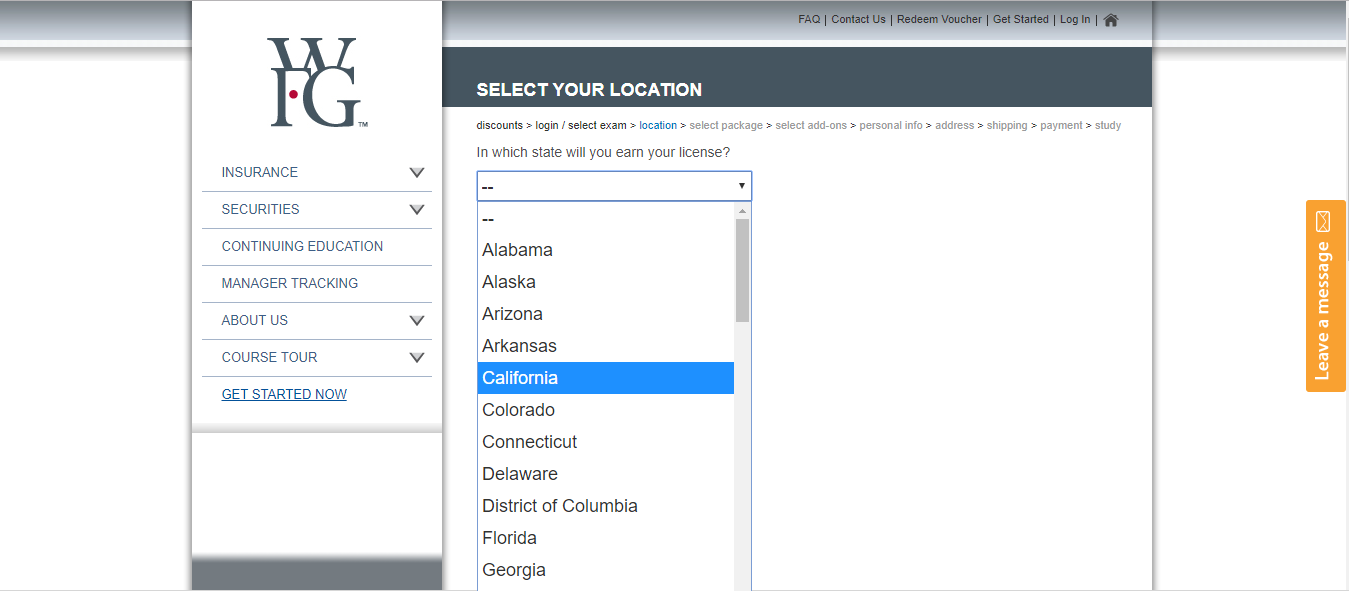 FAQ | Contact Us | Redeem Voucher | Get Started | Log In |
WFG™
INSURANCE
SECURITIES
CONTINUING EDUCATION
MANAGER TRACKING
ABOUT US
COURSE TOUR
GET STARTED NOW
SELECT YOUR LOCATION
discounts > login / select exam > location > select package > select add-ons > personal info > address > shipping > payment > study
In which state will you earn your license?
--
--
Alabama
Alaska
Arizona
Arkansas
California
Colorado
Connecticut
Delaware
District of Columbia
Florida
Georgia
Leave a message